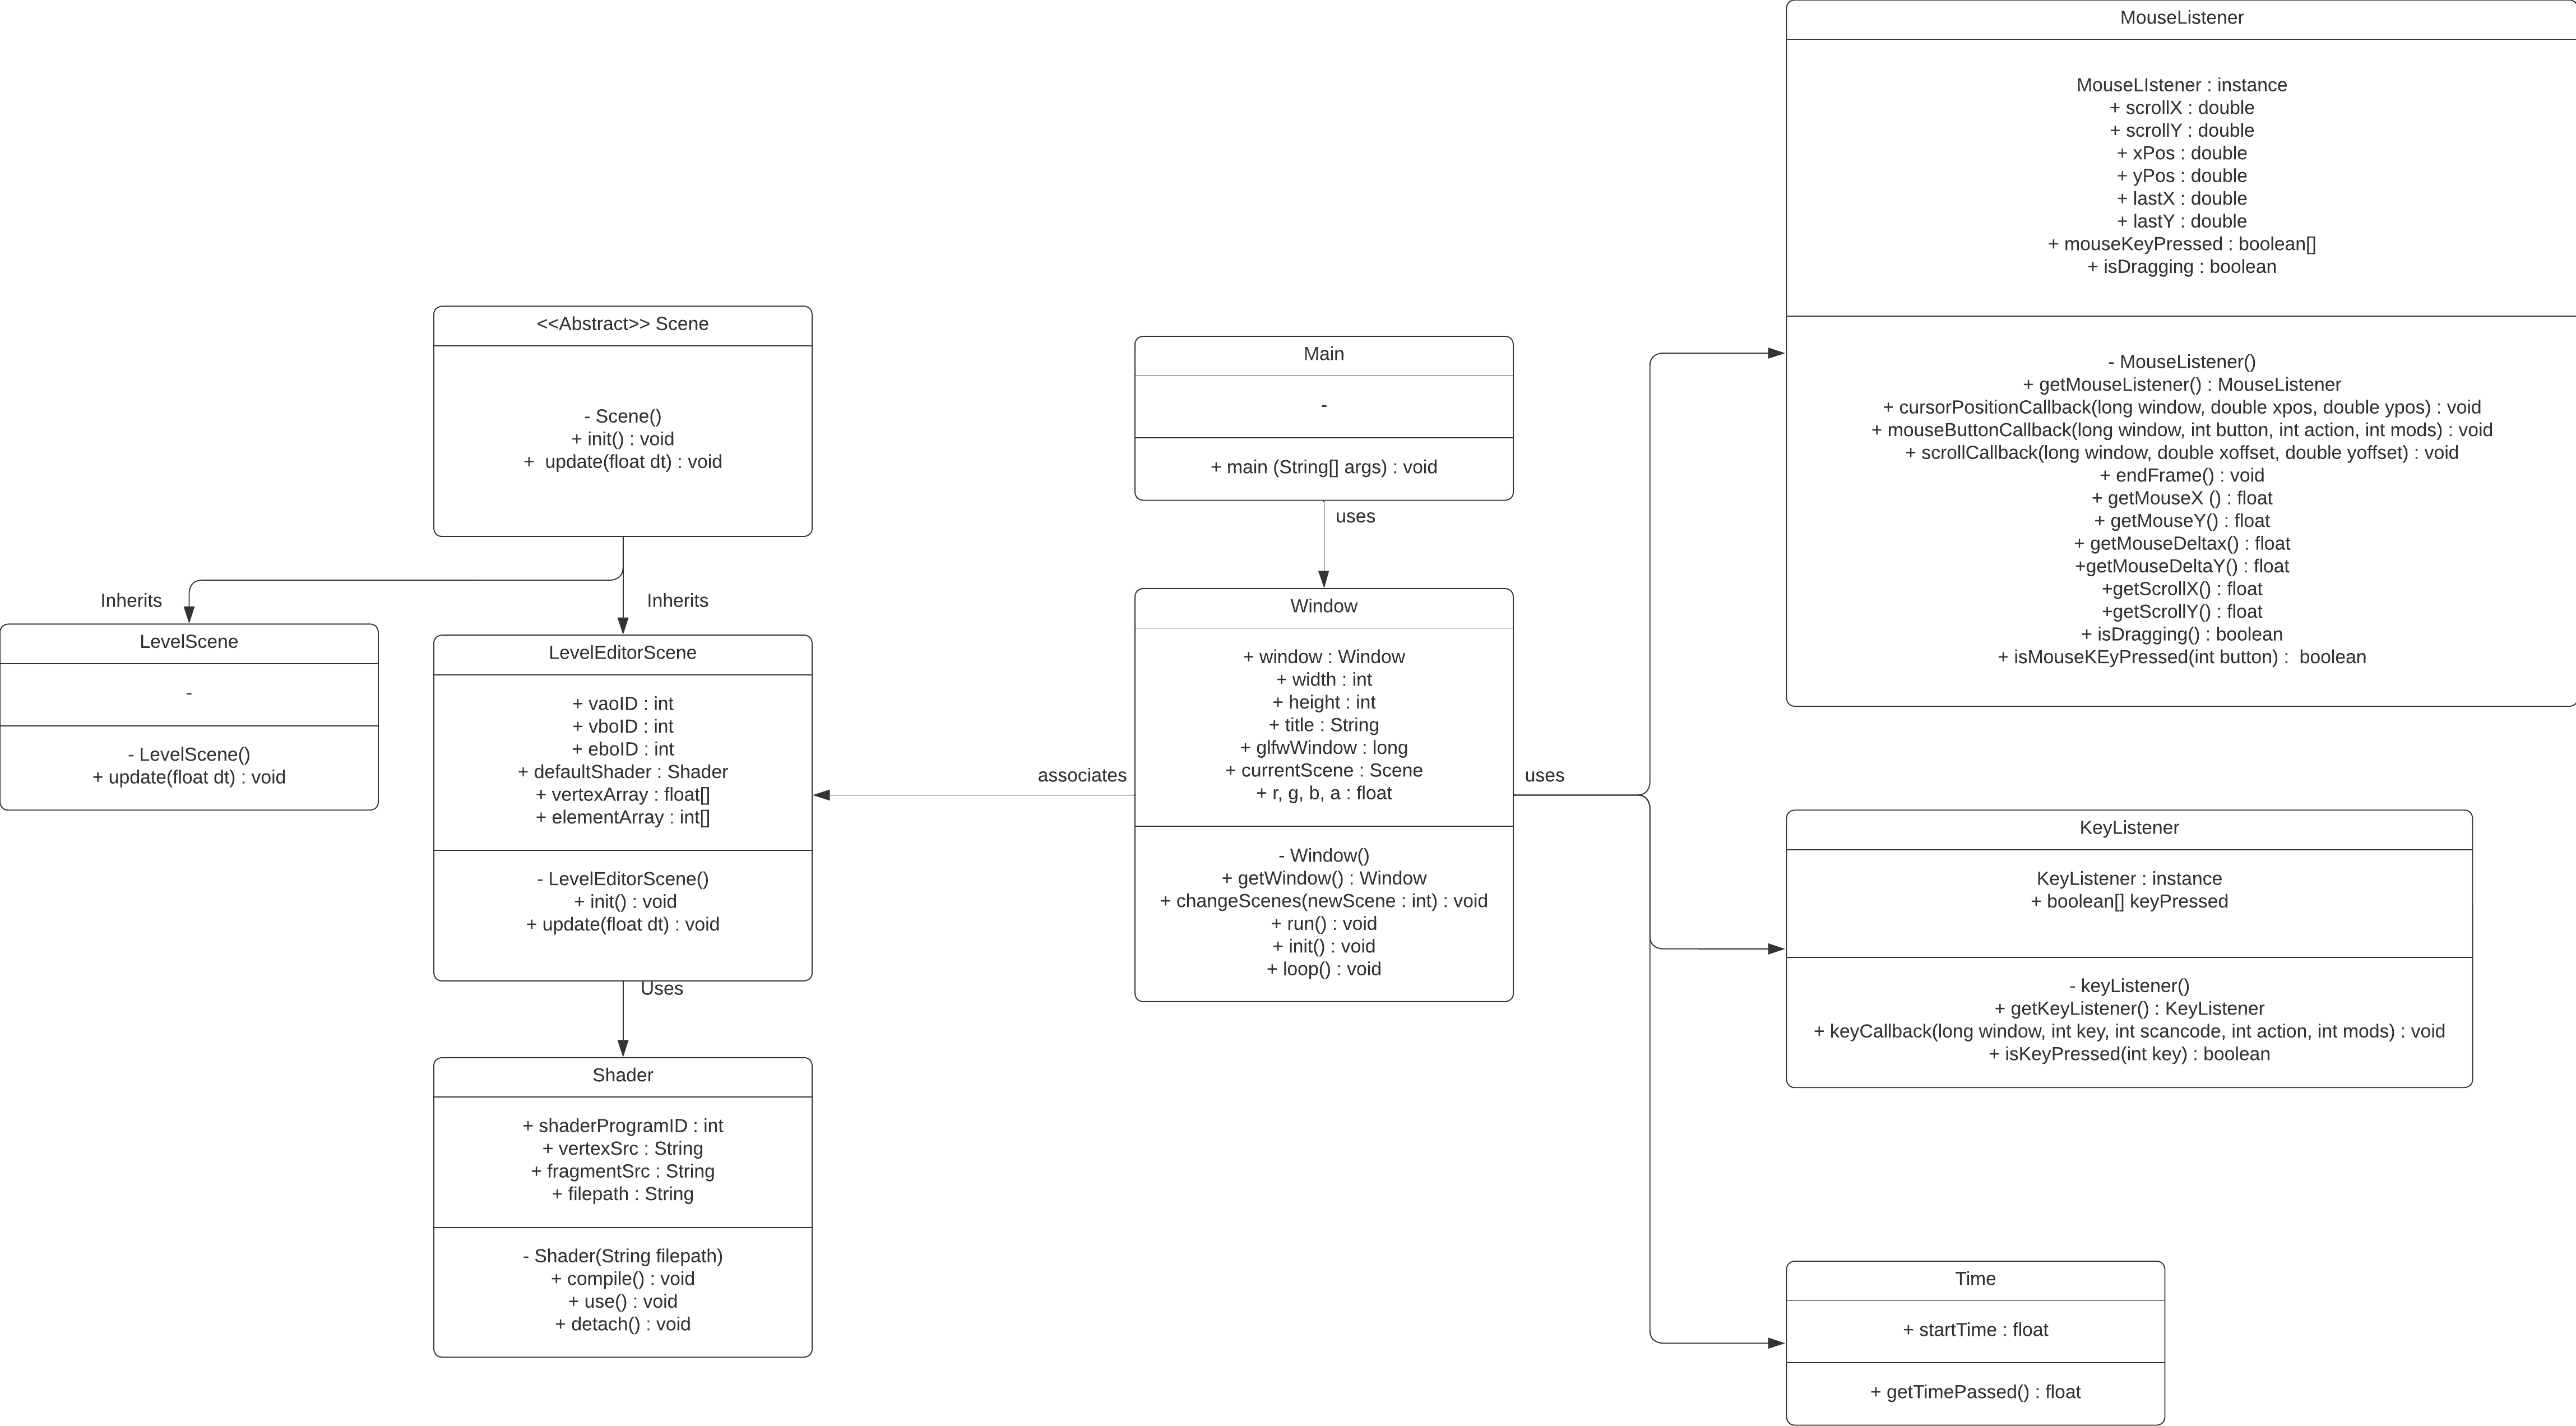 MouseListener
MouseLIstener : instance
+ scrollX : double
+ scrollY : double
+ xPos : double
+ yPos : double
+ lastX : double
+ lastY : double
+ mouseKeyPressed : boolean[]
+ isDragging : boolean
- MouseListener()
+ getMouseListener() : MouseListener
+ cursorPositionCallback(long window, double xpos, double ypos) : void
+ mouseButtonCallback(long window, int button, int action, int mods) : void
+ scrollCallback(long window, double xoffset, double yoffset) : void
+ endFrame() : void
+ getMouseX () : float
+ getMouseY() : float
+ getMouseDeltax() : float
+getMouseDeltaY() : float
+getScrollX() : float
+getScrollY() : float
+ isDragging() : boolean
+ isMouseKEyPressed(int button) :  boolean
<<Abstract>> Scene
- Scene()
+ init() : void
+  update(float dt) : void
Main
-
+ main (String[] args) : void
uses
Inherits
Inherits
LevelScene
-
- LevelScene()
+ update(float dt) : void
LevelEditorScene
+ vaoID : int
+ vboID : int
+ eboID : int
+ defaultShader : Shader
+ vertexArray : float[]
+ elementArray : int[]
- LevelEditorScene()
+ init() : void
+ update(float dt) : void
Uses
associates
Window
+ window : Window
+ width : int
+ height : int
+ title : String
+ glfwWindow : long
+ currentScene : Scene
+ r, g, b, a : float
- Window()
+ getWindow() : Window
+ changeScenes(newScene : int) : void
+ run() : void
+ init() : void
+ loop() : void
uses
KeyListener
KeyListener : instance
+ boolean[] keyPressed
- keyListener()
+ getKeyListener() : KeyListener
+ keyCallback(long window, int key, int scancode, int action, int mods) : void
+ isKeyPressed(int key) : boolean
Shader
+ shaderProgramID : int
+ vertexSrc : String
+ fragmentSrc : String
+ filepath : String
- Shader(String filepath)
+ compile() : void
+ use() : void
+ detach() : void
Time
+ startTime : float
+ getTimePassed() : float